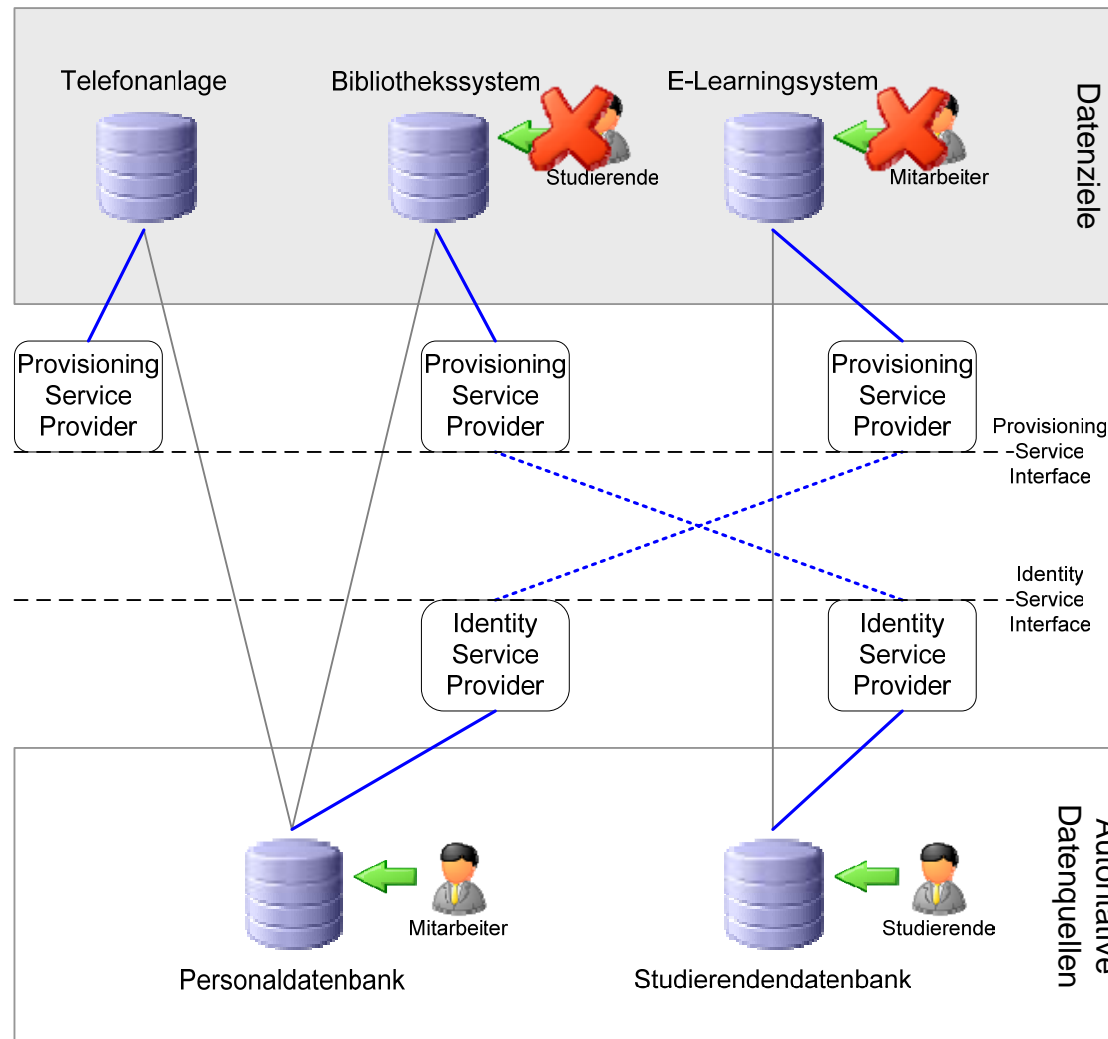 Telefonanlage
Bibliothekssystem
E-Learningsystem
Studierende
Mitarbeiter
Datenziele
Provisioning
Service
Provider
Provisioning
Service
Provider
Provisioning
Service
Provider
Provisioning
Service
Interface
Identity
Service
Interface
Identity
Service
Provider
Identity
Service
Provider
Autoritative
Datenquellen
Mitarbeiter
Studierende
Personaldatenbank
Studierendendatenbank